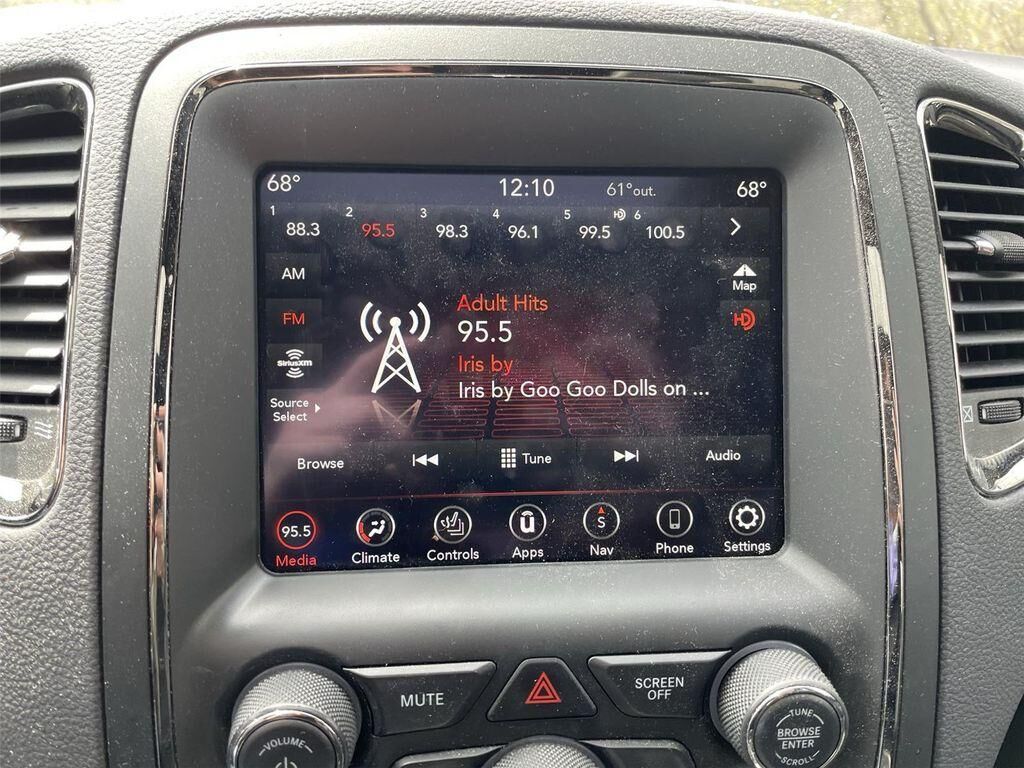 68° 12:10 61°out. 68°
1 88.3 2 95.5 3 98.3 4 96.1 5 99.5 HD 6 100.5
AM
Map
Adult Hits
95.5
FM
HD
Iris by
SiriusXM
Iris by Goo Goo Dolls on ...
Source
Select
Browse Tune Audio
95.5 S
Media Climate Controls Apps Nav Phone Settings
MUTE
SCREEN
OFF
VOLUME
TUNE
BROWSE
ENTER
SCROLL